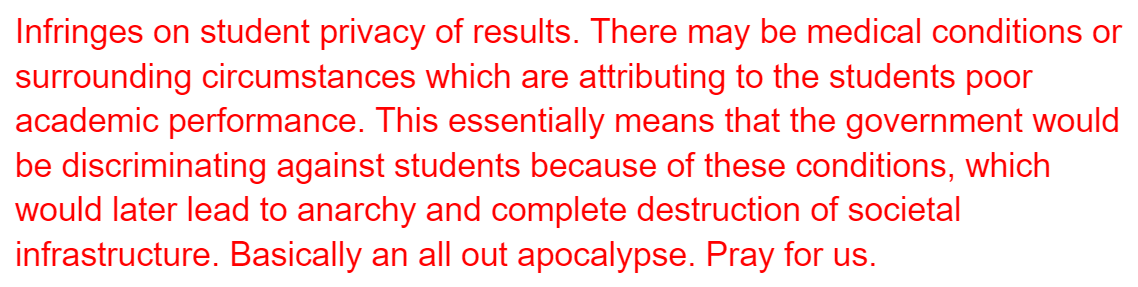 Infringes on student privacy of results. There may be medical conditions or
surrounding circumstances which are attributing to the students poor
academic performance. This essentially means that the government would
be discriminating against students because of these conditions, which
would later lead to anarchy and complete destruction of societal
infrastructure. Basically an all out apocalypse. Pray for us.